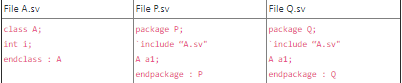 File A.sv
File P.sv
File Q.sv
class A;
int i;
endclass : A
package P;
`include "A.sv"
A a1;
endpackage : P
package Q;
`include "A.sv"
A a1;
endpackage : Q